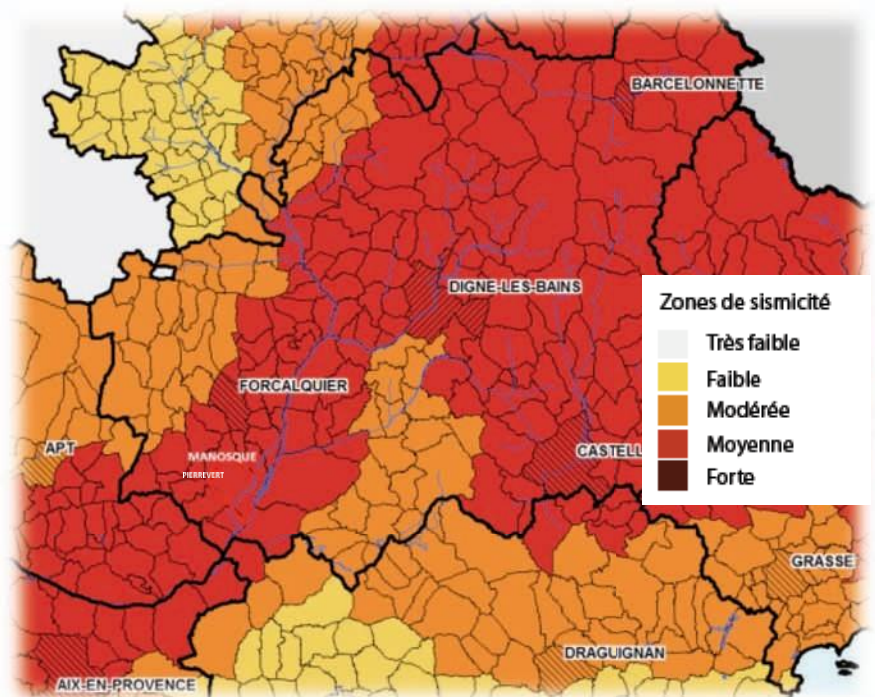 BARCELONNETTE
DIGNE-LES-BAINS
Zones de sismicité
Très faible
Faible
Modérée
Moyenne
Forte
FORCALQUIER
APT
MANOSQUE
PIERREVERT
CASTELL
GRASSE
DRAGUIGNAN
AIX-EN-PROVENCE